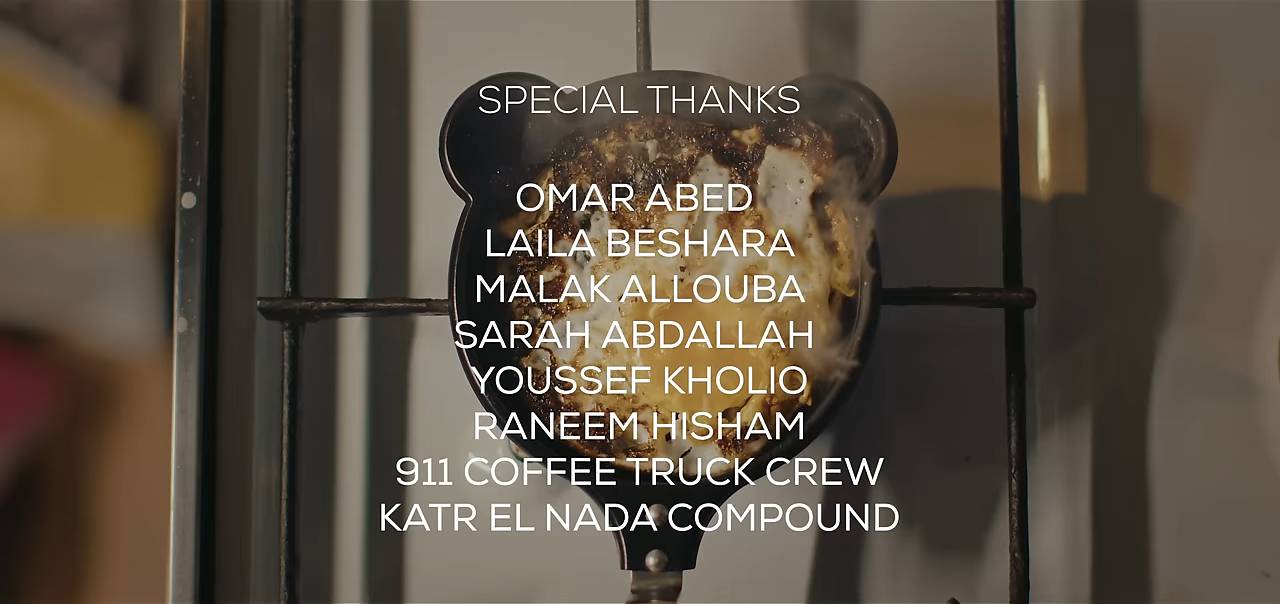 SPECIAL THANKS
OMAR ABED
LAILA BESHARA
MALAK ALLOUBA
SARAH ABDALLAH
YOUSSEF KHOLIO
RANEEM HISHAM
911 COFFEE TRUCK CREW
KATR EL NADA COMPOUND